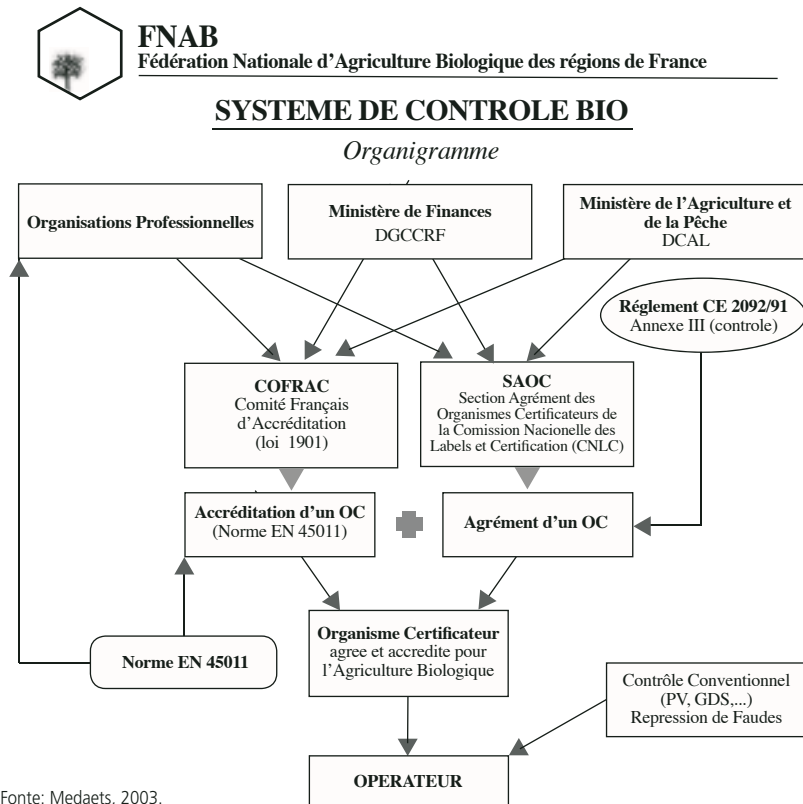 FNAB
Fédération Nationale d'Agriculture Biologique des régions de France
SYSTEME DE CONTROLE BIO
Organigramme
Organisations Professionnelles
Ministère de Finances
DGCCRF
Ministère de l'Agriculture et
de la Pêche
DCAL
Réglement CE 2092/91
Annexe III (controle)
COFRAC
Comité Français
d'Accréditation
(loi 1901)
SAOC
Section Agrément des
Organismes Certificateurs de
la Comission Nacionelle des
Labels et Certification (CNLC)
Accréditation d'un OC
(Norme EN 45011)
Agrément d'un OC
Organisme Certificateur
agree et accredite pour
l'Agriculture Biologique
Norme EN 45011
Contrôle Conventionnel
(PV, GDS,...)
Repression de Faudes
OPERATEUR
Fonte: Medaets, 2003.